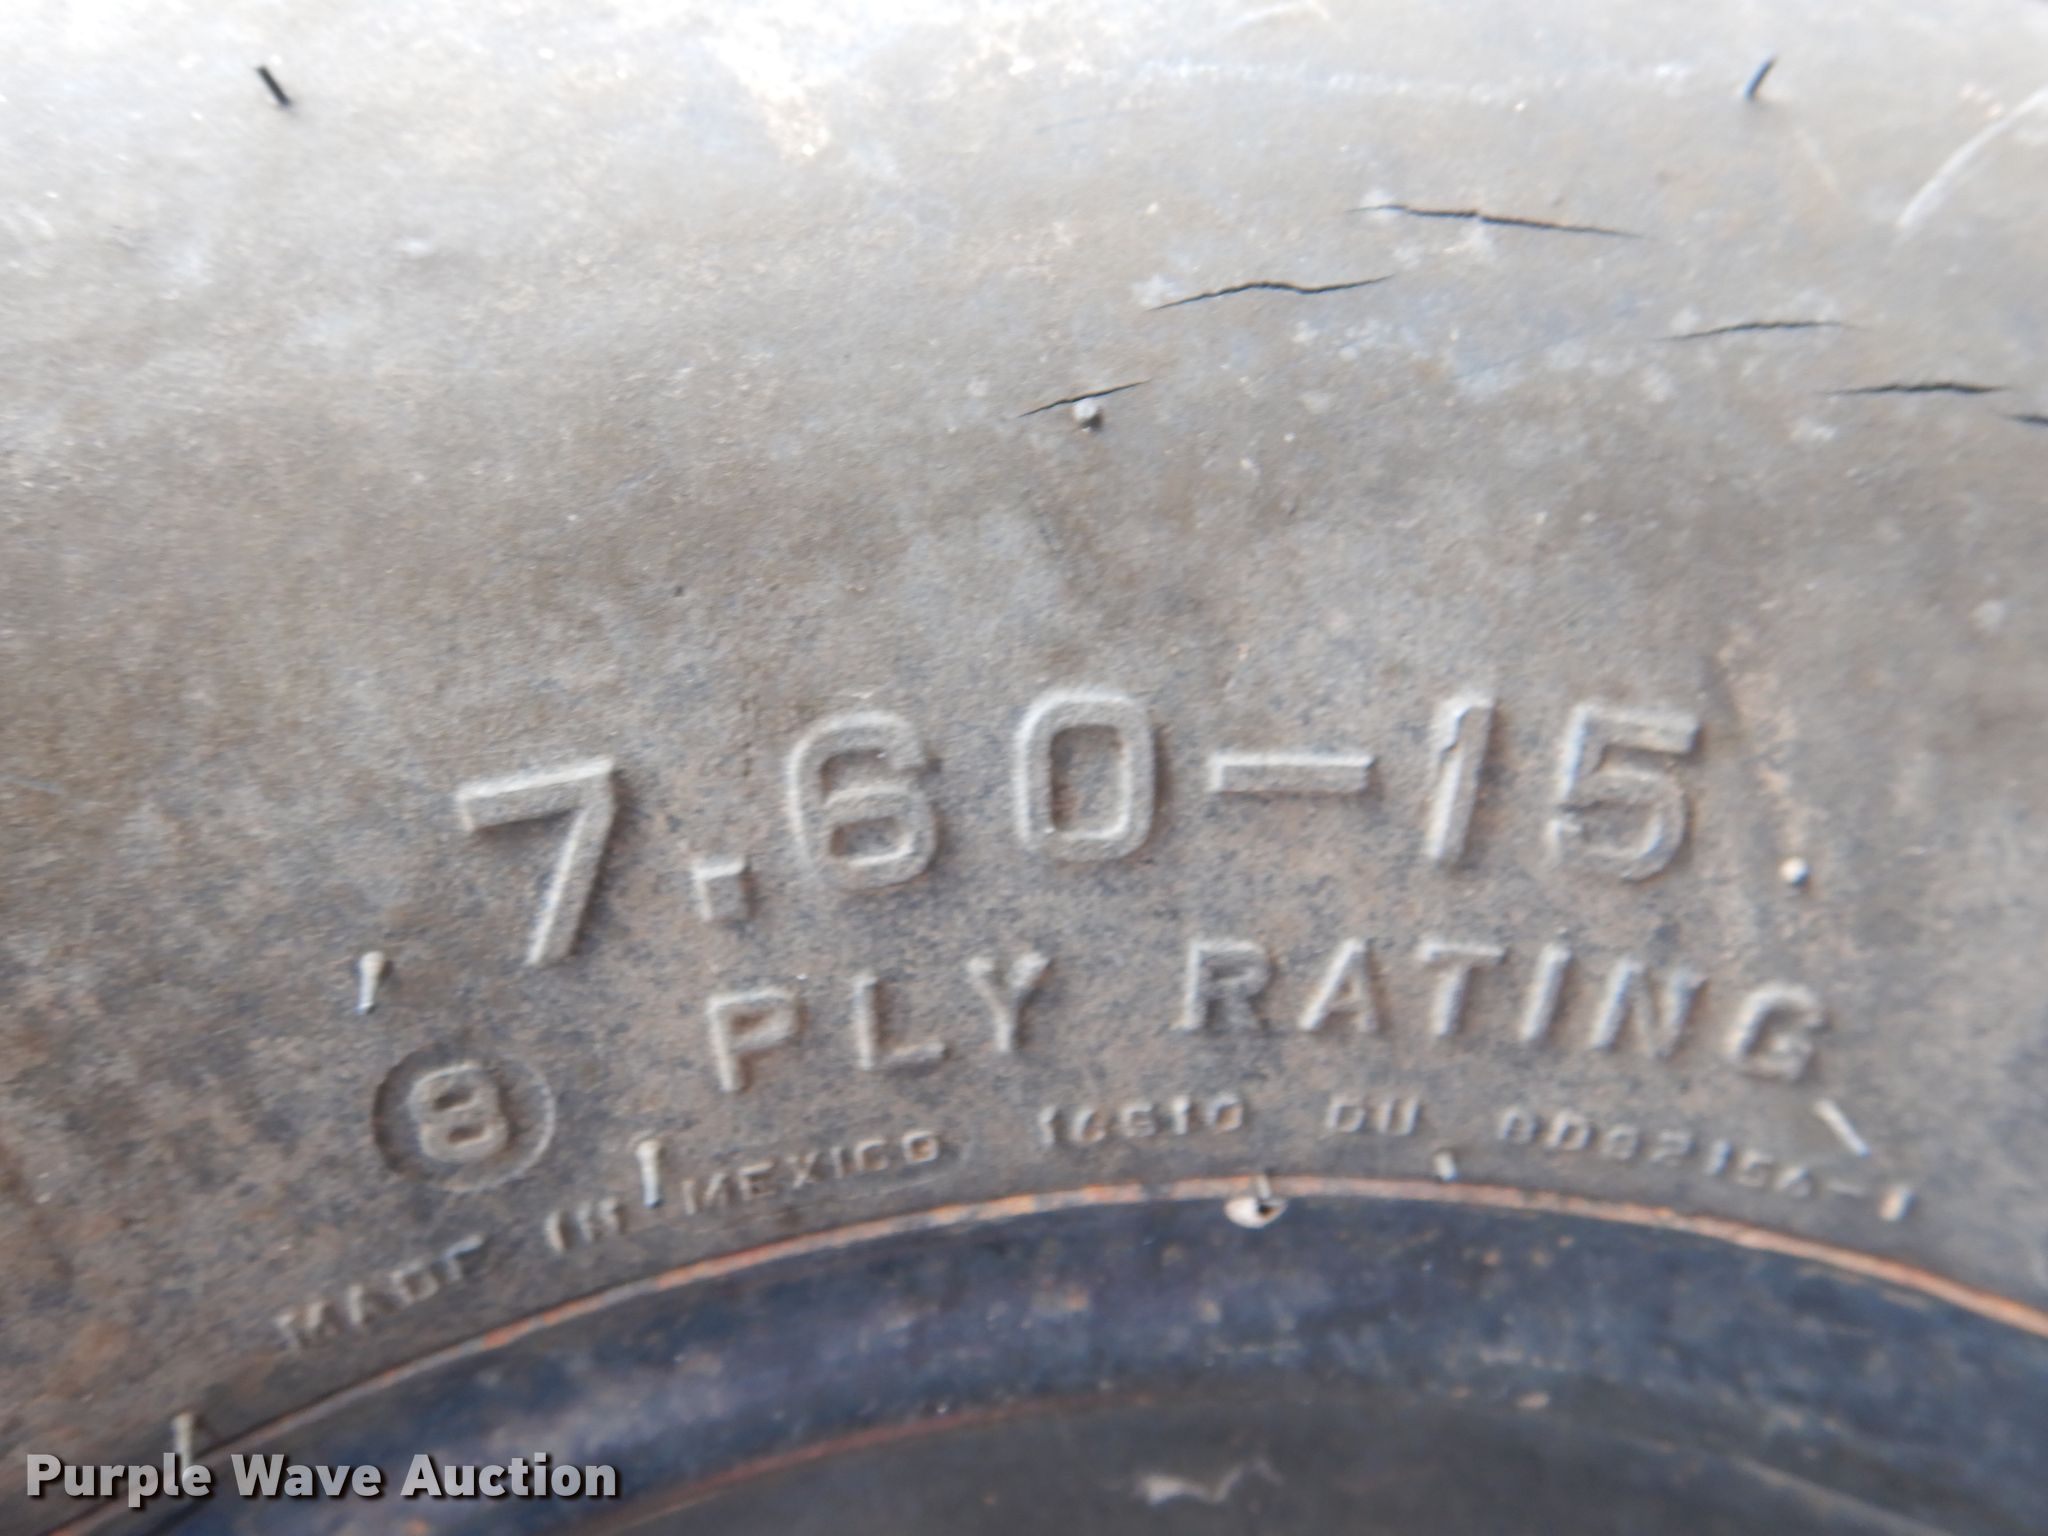 7.60-15
8 PLY RATING
MADE IN MEXICO
Purple Wave Auction